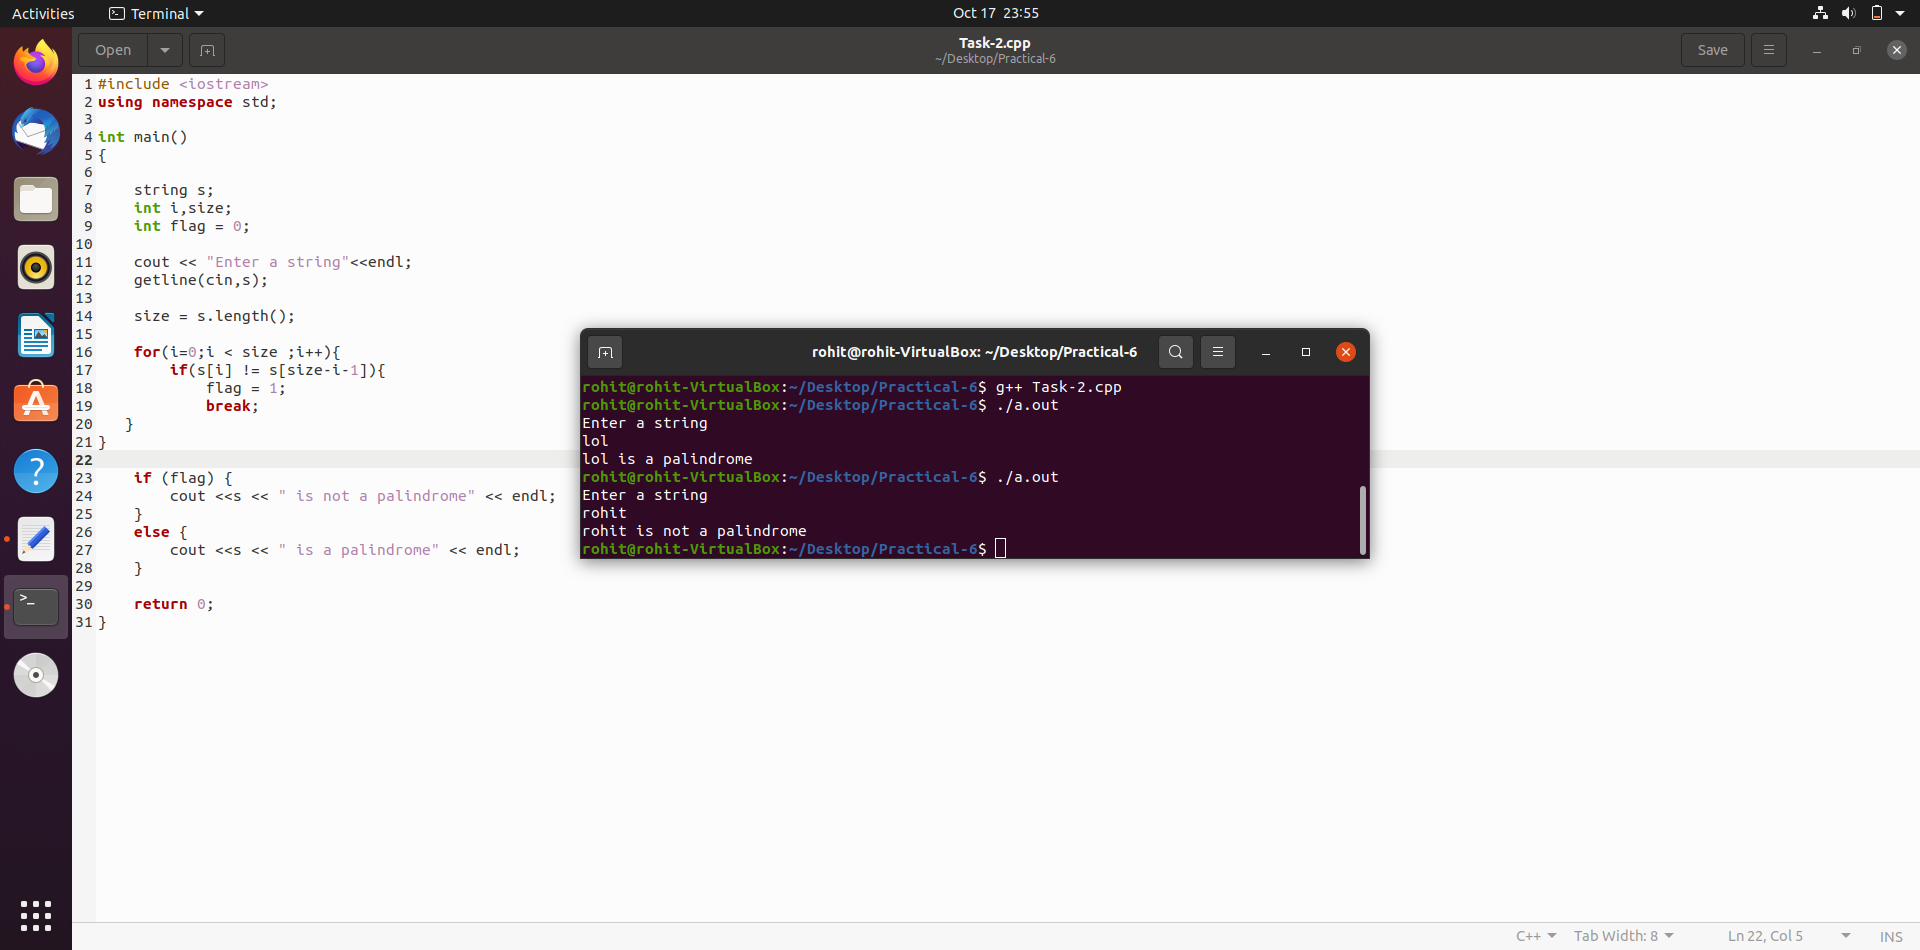 Activities
Terminal
Oct 17 23:55
Open
Task-2.cpp
~/Desktop/Practical-6
Save
1 #include <iostream>
2 using namespace std;
3
4 int main()
5 {
6
7     string s;
8     int i,size;
9     int flag = 0;
10
11     cout << "Enter a string"<<endl;
12     getline(cin,s);
13
14     size = s.length();
15
16     for(i=0;i < size ;i++){
17         if(s[i] != s[size-i-1]){
18             flag = 1;
19             break;
20    }
21 }
22
23     if (flag) {
24         cout <<s << " is not a palindrome" << endl;
25     }
26     else {
27         cout <<s << " is a palindrome" << endl;
28     }
29
30     return 0;
31 }
rohit@rohit-VirtualBox: ~/Desktop/Practical-6
rohit@rohit-VirtualBox:~/Desktop/Practical-6$ g++ Task-2.cpp
rohit@rohit-VirtualBox:~/Desktop/Practical-6$ ./a.out
Enter a string
lol
lol is a palindrome
rohit@rohit-VirtualBox:~/Desktop/Practical-6$ ./a.out
Enter a string
rohit
rohit is not a palindrome
rohit@rohit-VirtualBox:~/Desktop/Practical-6$
C++
Tab Width: 8
Ln 22, Col 5
INS